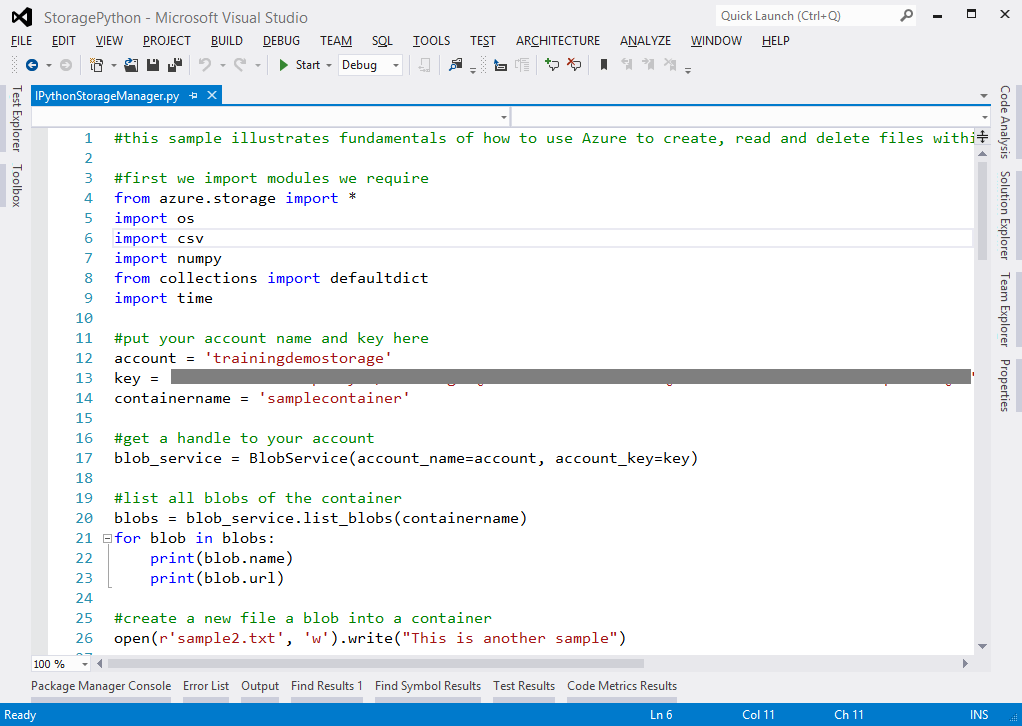 StoragePython - Microsoft Visual Studio
Quick Launch (Ctrl+Q)
FILE EDIT VIEW PROJECT BUILD DEBUG TEAM SQL TOOLS TEST ARCHITECTURE ANALYZE WINDOW HELP
Start Debug
IPythonStorageManager.py
Test Explorer
Toolbox
Code Analysis
Solution Explorer
Team Explorer
Properties
1 #this sample illustrates fundamentals of how to use Azure to create, read and delete files withi
2
3 #first we import modules we require
4 from azure.storage import *
5 import os
6 import csv
7 import numpy
8 from collections import defaultdict
9 import time
10
11 #put your account name and key here
12 account = 'trainingdemostorage'
13 key =
14 containername = 'samplecontainer'
15
16 #get a handle to your account
17 blob_service = BlobService(account_name=account, account_key=key)
18
19 #list all blobs of the container
20 blobs = blob_service.list_blobs(containername)
21 for blob in blobs:
22 print(blob.name)
23 print(blob.url)
24
25 #create a new file a blob into a container
26 open(r'sample2.txt', 'w').write("This is another sample")
100 %
Package Manager Console Error List Output Find Results 1 Find Symbol Results Test Results Code Metrics Results
Ready Ln 6 Col 11 Ch 11 INS